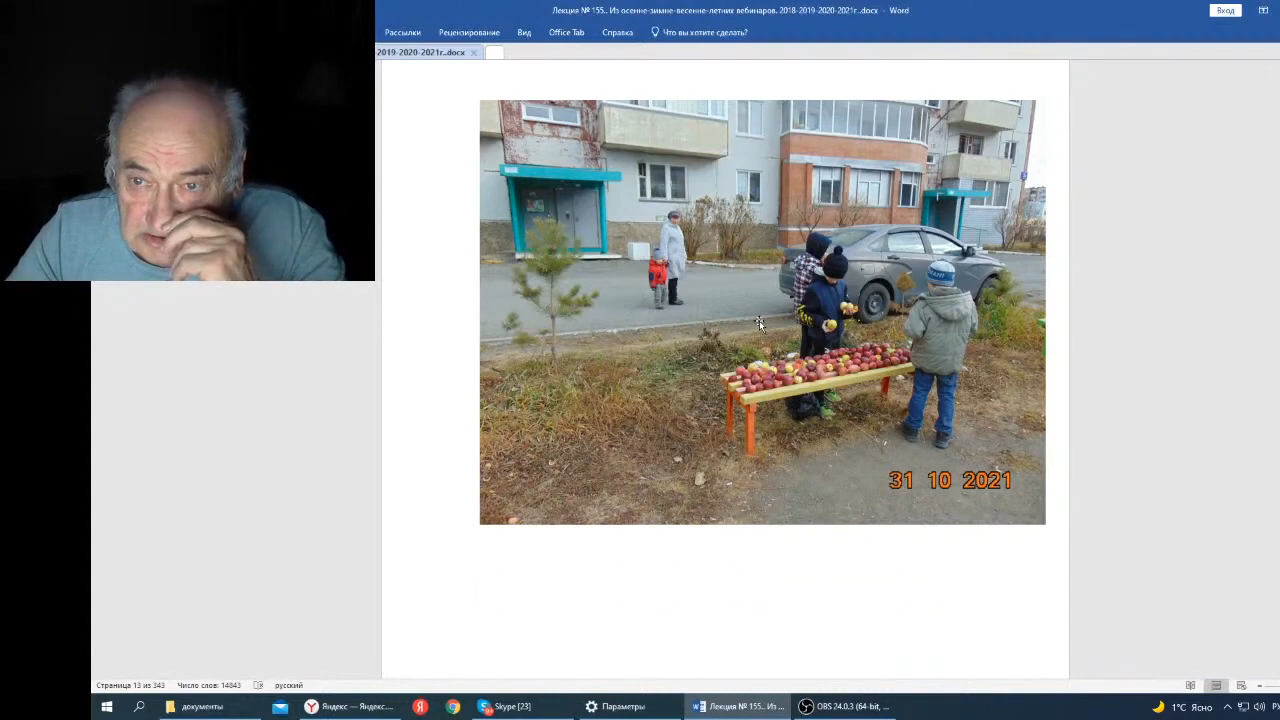 Лекция № 155.. Из осенне-зимне-весенне-летних вебинаров. 2018-2019-2020-2021г..docx - Word
Вход
Рассылки Рецензирование Вид Office Tab Справка Что вы хотите сделать?
2019-2020-2021г..docx
31 10 2021
Страница 13 из 343 Число слов: 14843 русский
документы Яндекс — Яндекс.... Я Skype [23] Параметры Лекция № 155.. Из ... OBS 24.0.3 (64-bit, ... 1°C Ясно